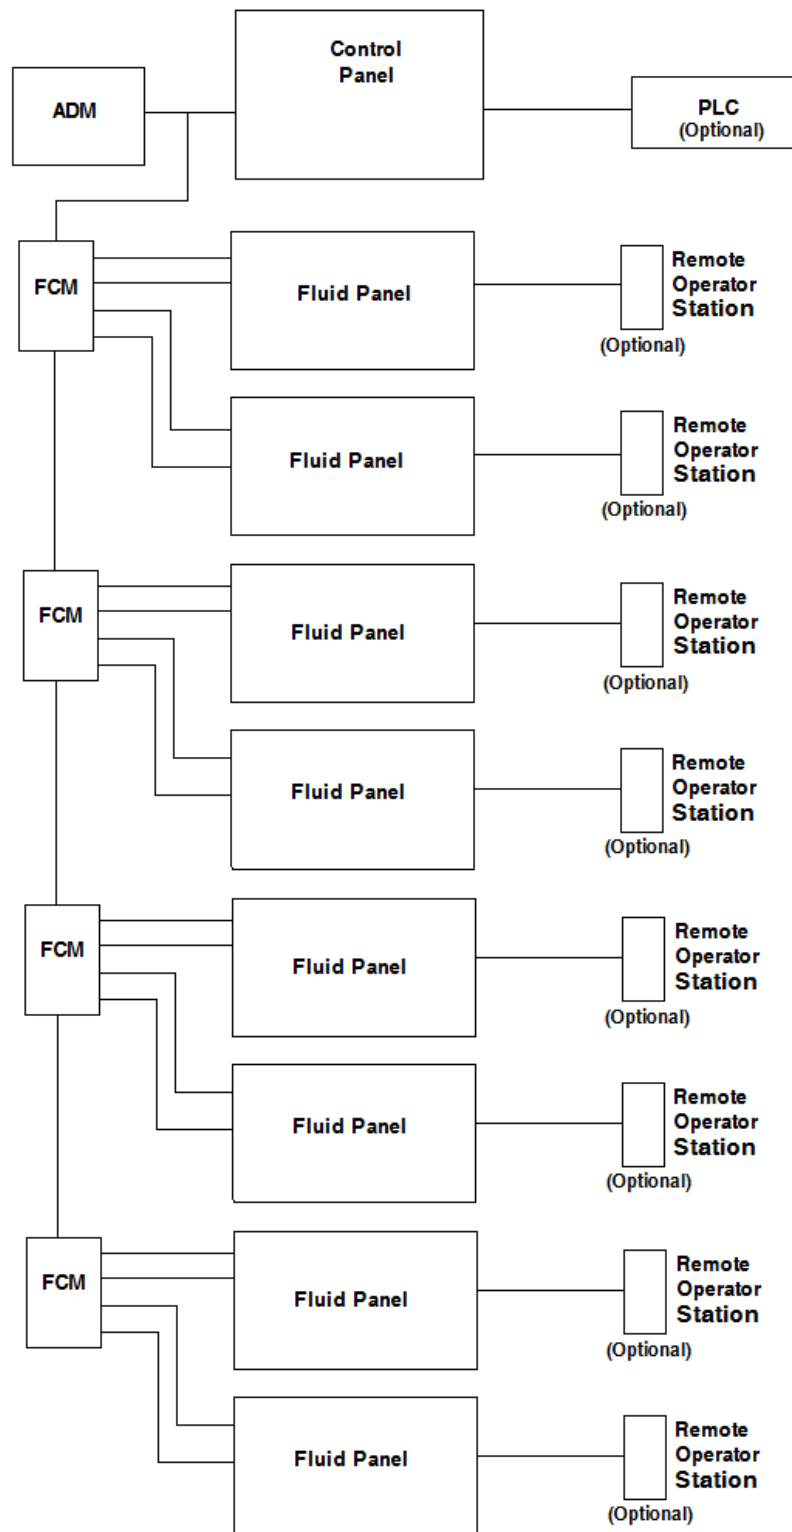 Control
Panel
ADM
PLC
(Optional)
FCM
Fluid Panel
Remote
Operator
Station
(Optional)
Fluid Panel
Remote
Operator
Station
(Optional)
FCM
Fluid Panel
Remote
Operator
Station
(Optional)
Fluid Panel
Remote
Operator
Station
(Optional)
FCM
Fluid Panel
Remote
Operator
Station
(Optional)
Fluid Panel
Remote
Operator
Station
(Optional)
FCM
Fluid Panel
Remote
Operator
Station
(Optional)
Fluid Panel
Remote
Operator
Station
(Optional)